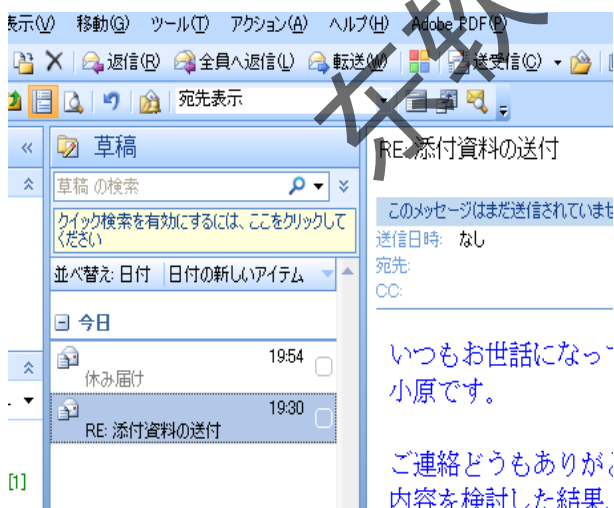 表示(V) 移動(G) ツール(T) アクション(A) ヘルプ(H) Adobe PDF(P)
返信(R) 全員へ返信(L) 転送(W) 送受信(C)
宛先表示
草稿
草稿 の検索
クイック検索を有効にするには、ここをクリックして
ください
並べ替え: 日付 日付の新しいアイテム
今日
19:54
休み届け
19:30
RE: 添付資料の送付
[1]
RE: 添付資料の送付
このメッセージはまだ送信されていませ
送信日時: なし
宛先:
CC:
いつもお世話になって
小原です。
ご連絡どうもありがと
内容を検討した結果、
东软